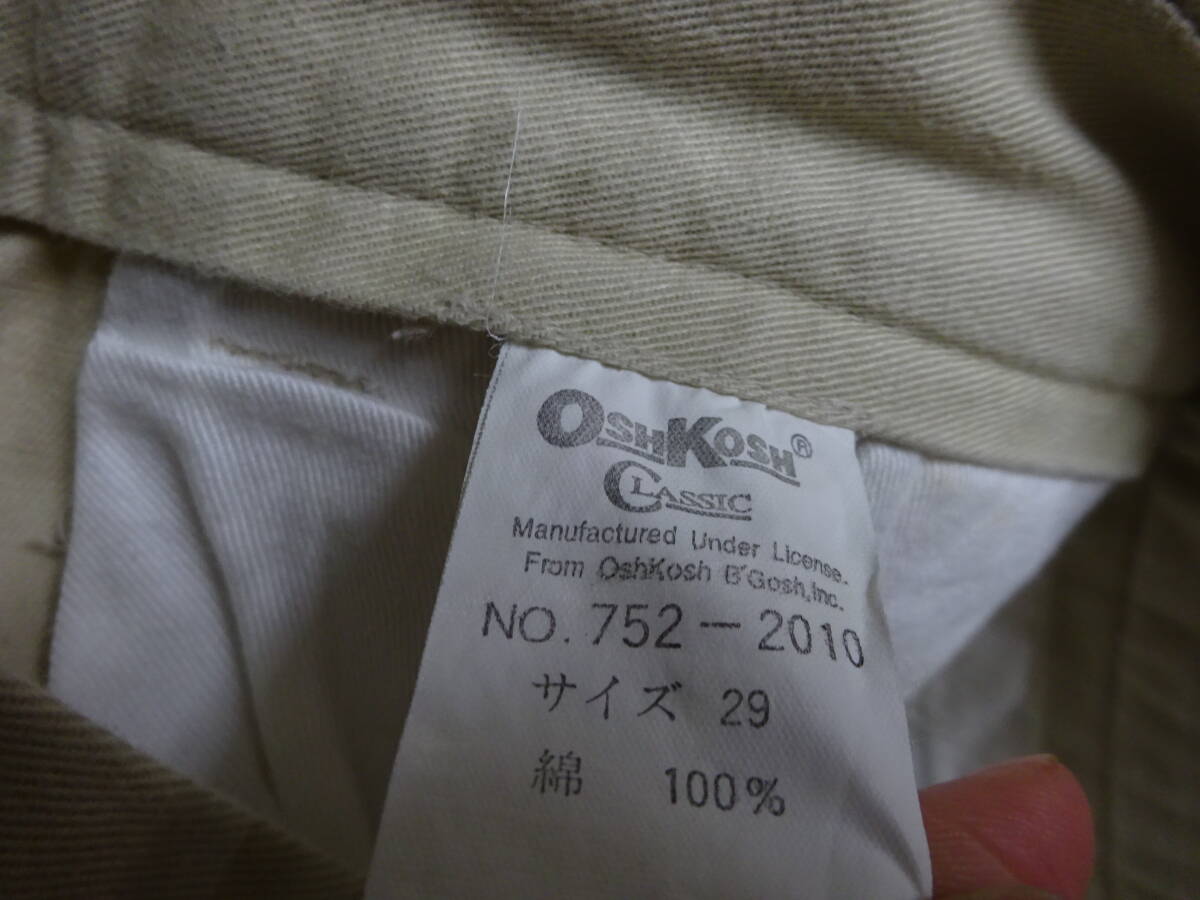 OSHKOSH®
CLASSIC
Manufactured Under License.
From OshKosh B'Gosh,Inc.
NO. 752-2010
サイズ 29
綿 100%